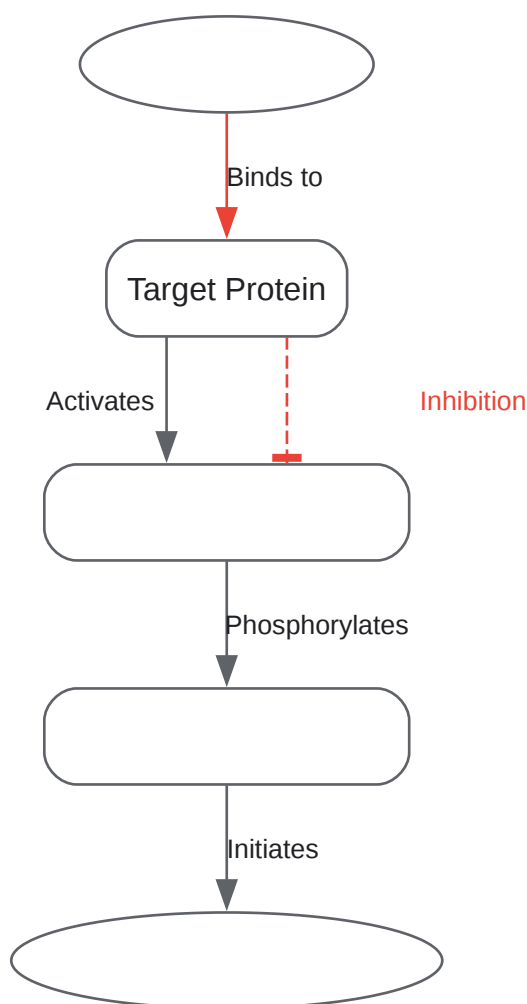 Binds to
Target Protein
Activates
Inhibition
Phosphorylates
Initiates